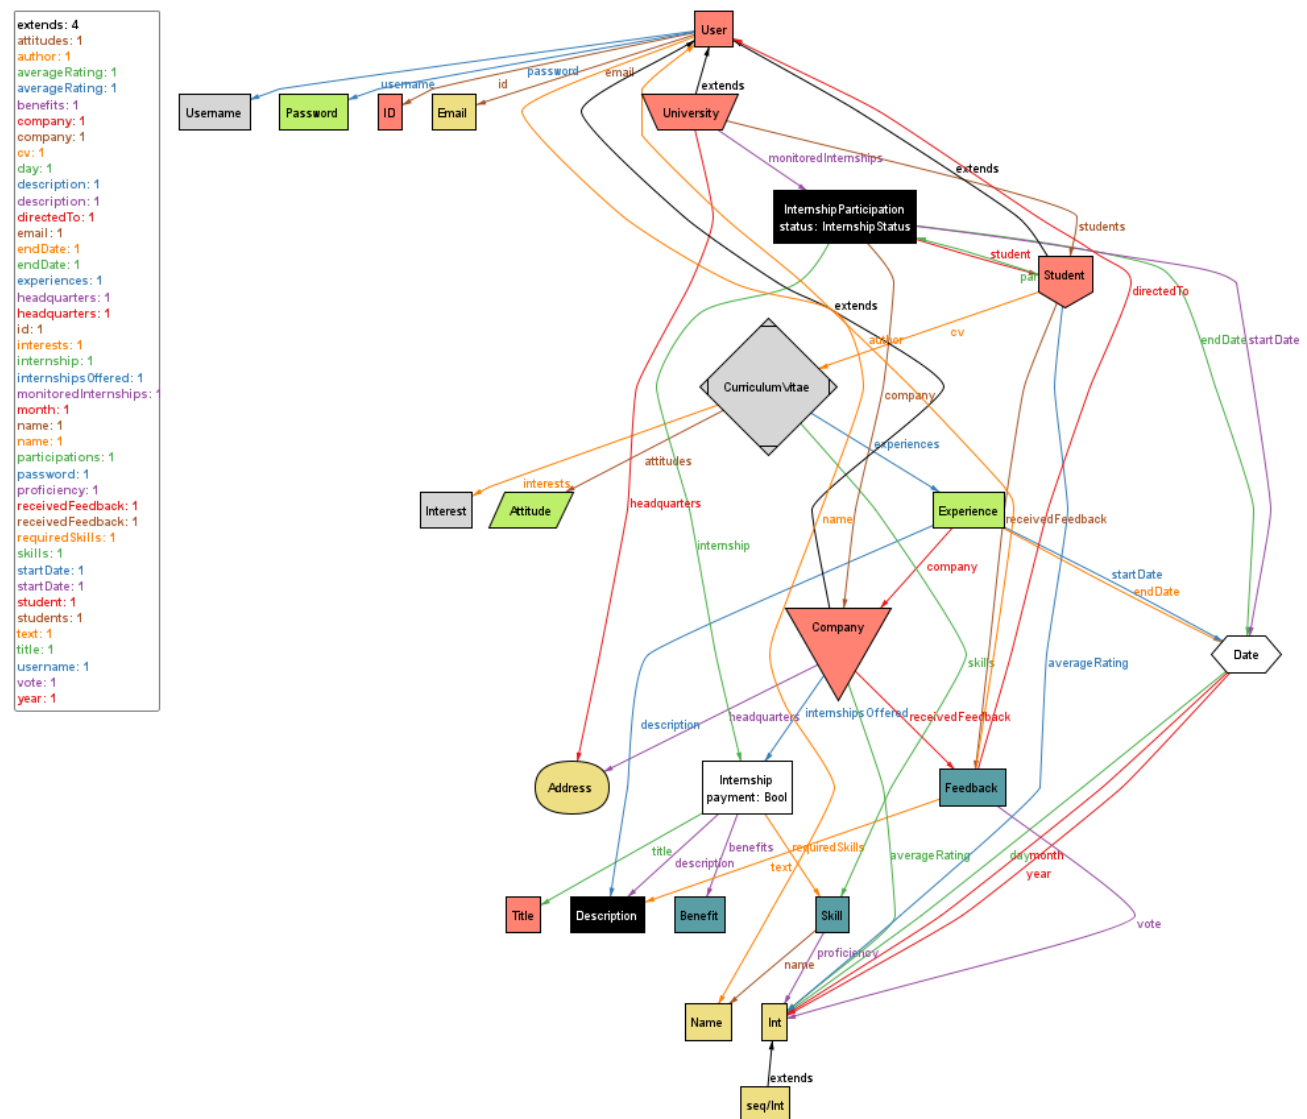 extends: 4
attitudes: 1
author: 1
averageRating: 1
averageRating: 1
benefits: 1
company: 1
company: 1
cv: 1
day: 1
description: 1
description: 1
directedTo: 1
email: 1
endDate: 1
endDate: 1
experiences: 1
headquarters: 1
headquarters: 1
id: 1
interests: 1
internship: 1
internshipsOffered: 1
monitoredInternships: 1
month: 1
name: 1
name: 1
participations: 1
password: 1
proficiency: 1
receivedFeedback: 1
receivedFeedback: 1
requiredSkills: 1
skills: 1
startDate: 1
startDate: 1
student: 1
students: 1
text: 1
title: 1
username: 1
vote: 1
year: 1
User
username
id
password
email
extends
Username
Password
ID
Email
University
monitoredInternships
extends
InternshipParticipation
status: InternshipStatus
students
student
Student
directedTo
extends
cv
author
endDate
startDate
CurriculumVitae
company
experiences
attitudes
interests
Interest
Attitude
headquarters
name
Experience
receivedFeedback
internship
company
startDate
endDate
Company
skills
averageRating
Date
description
headquarters
internshipsOffered
receivedFeedback
Address
Internship
payment: Bool
Feedback
title
description
benefits
requiredSkills
text
averageRating
day
month
year
Title
Description
Benefit
Skill
vote
name
proficiency
Name
Int
extends
seq/Int